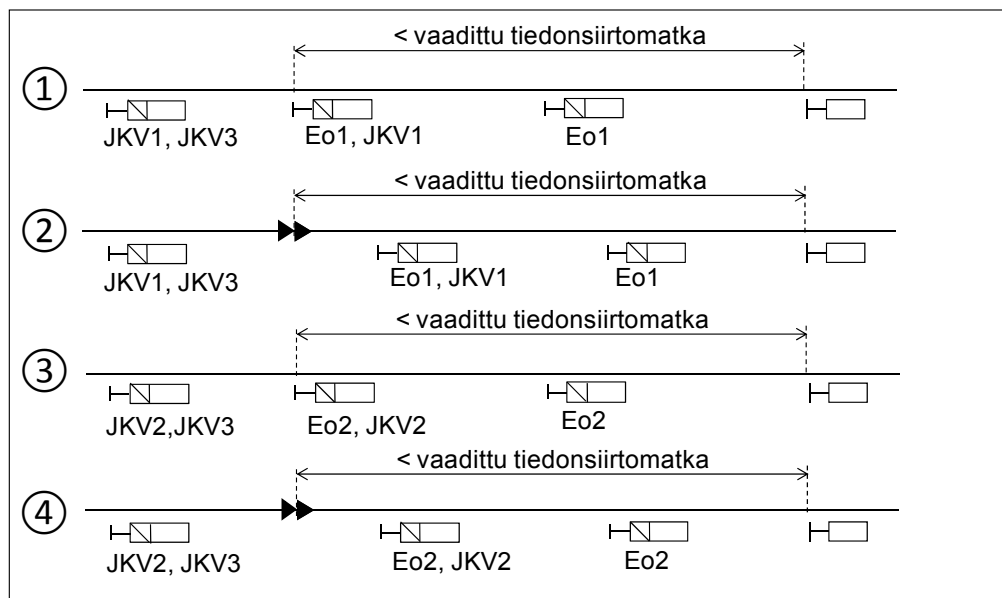 < vaadittu tiedonsiirtomatka
①
JKV1, JKV3
Eo1, JKV1
Eo1
< vaadittu tiedonsiirtomatka
②
JKV1, JKV3
Eo1, JKV1
Eo1
< vaadittu tiedonsiirtomatka
③
JKV2,JKV3
Eo2, JKV2
Eo2
< vaadittu tiedonsiirtomatka
④
JKV2, JKV3
Eo2, JKV2
Eo2